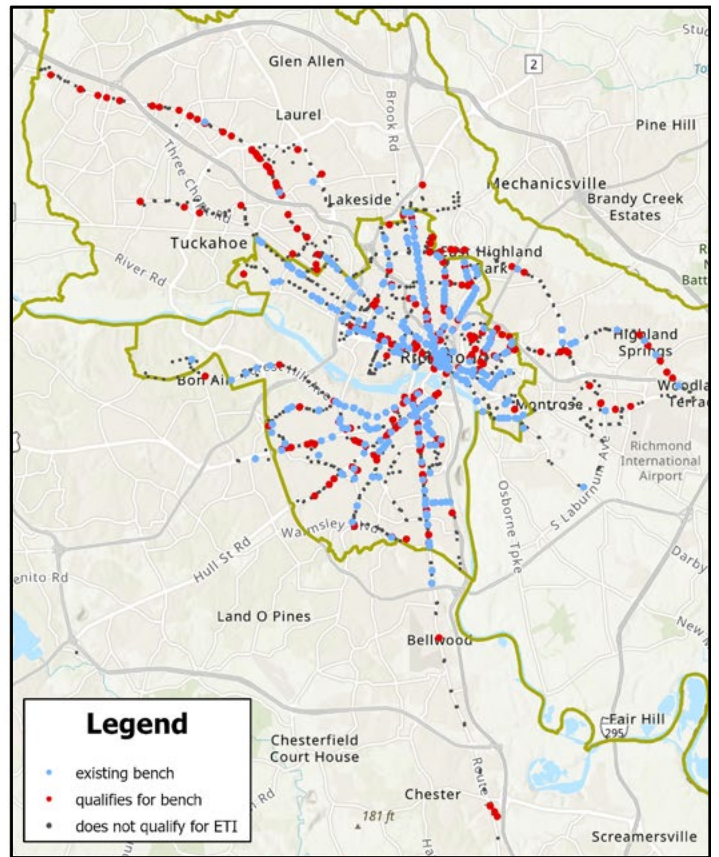 Glen Allen
2
Laurel
Brook Rd
Pine Hill
Three Chopt Rd
Lakeside
Mechanicsville
Brandy Creek
Estates
Tuckahoe
East Highland
Park
River Rd
Richmond
Highland
Springs
Bon Air
Montrose
Richmond
International
Airport
S Laburnum Ave
Osborne Tpke
Walmsley Blvd
Hull St Rd
Darby
enito Rd
Land O Pines
Bellwood
Legend
existing bench
qualifies for bench
does not qualify for ETI
Fair Hill
295
Chesterfield
Court House
Route
Chester
181 ft
Screamersville